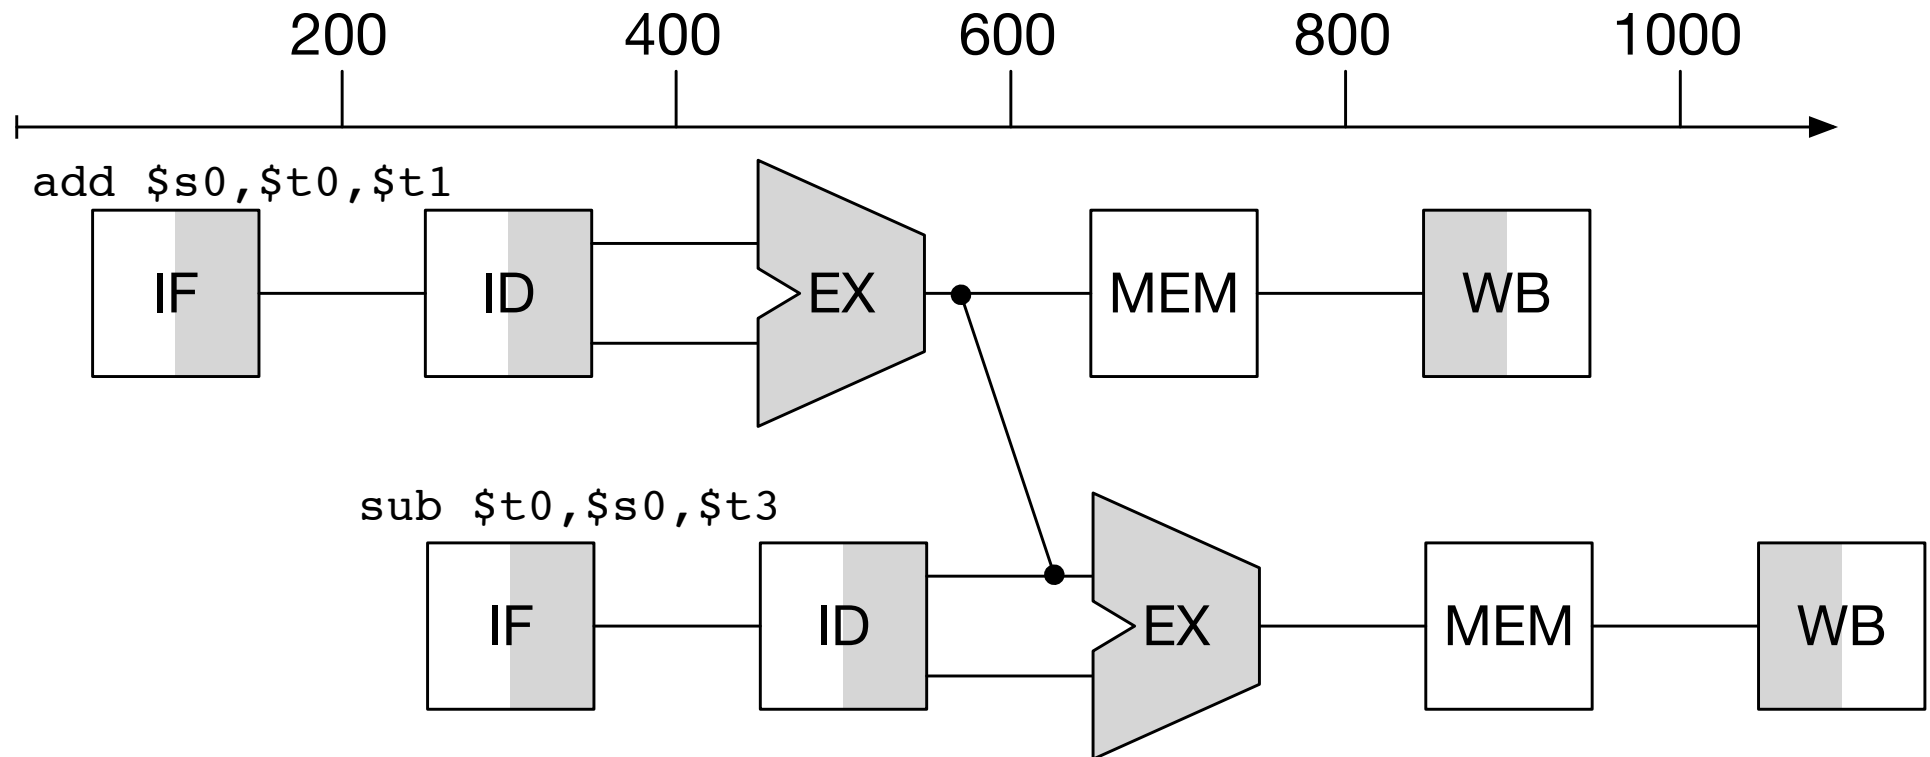 200 400 600 800 1000
add $s0,$t0,$t1
IF ID EX MEM WB
sub $t0,$s0,$t3
IF ID EX MEM WB